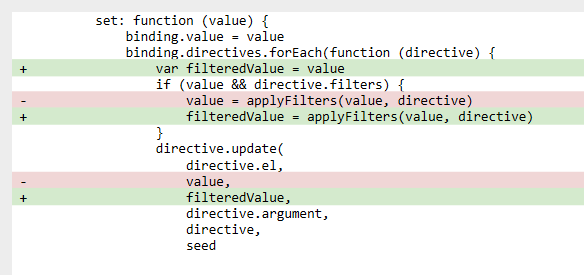 set: function (value) {
binding.value = value
binding.directives.forEach(function (directive) {
+ var filteredValue = value
if (value && directive.filters) {
- value = applyFilters(value, directive)
+ filteredValue = applyFilters(value, directive)
}
directive.update(
directive.el,
- value,
+ filteredValue,
directive.argument,
directive,
seed